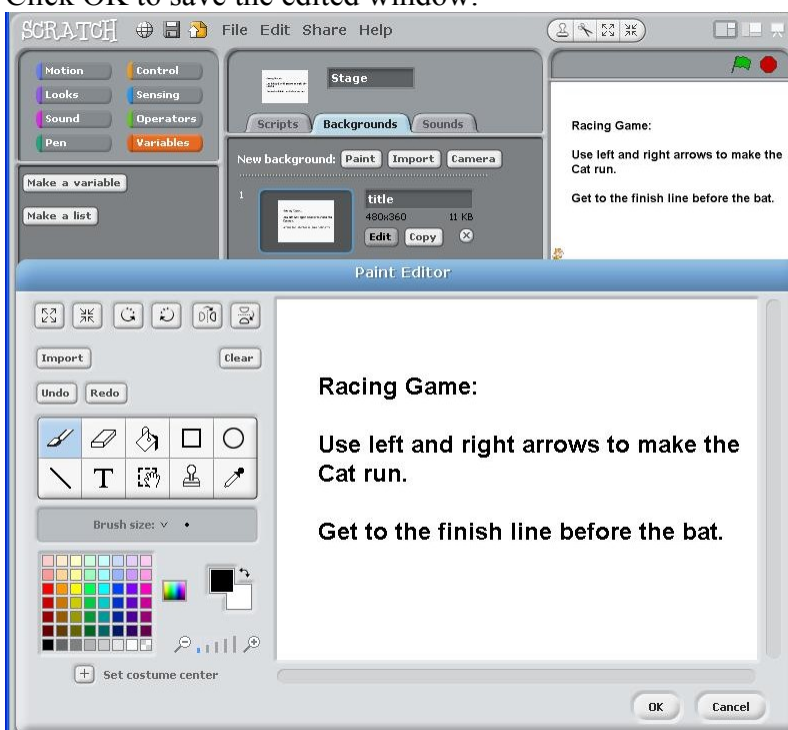 Click OK to save the edited window.
SCRATCH File Edit Share Help
Motion Control
Looks Sensing
Sound Operators
Pen Variables
Make a variable
Make a list
Stage
Scripts Backgrounds Sounds
New background: Paint Import Camera
1 title
480x360 11 KB
Edit Copy
Racing Game:
Use left and right arrows to make the
Cat run.
Get to the finish line before the bat.
Paint Editor
Import Clear
Undo Redo
T
Brush size:
Set costume center
Racing Game:
Use left and right arrows to make the
Cat run.
Get to the finish line before the bat.
OK Cancel